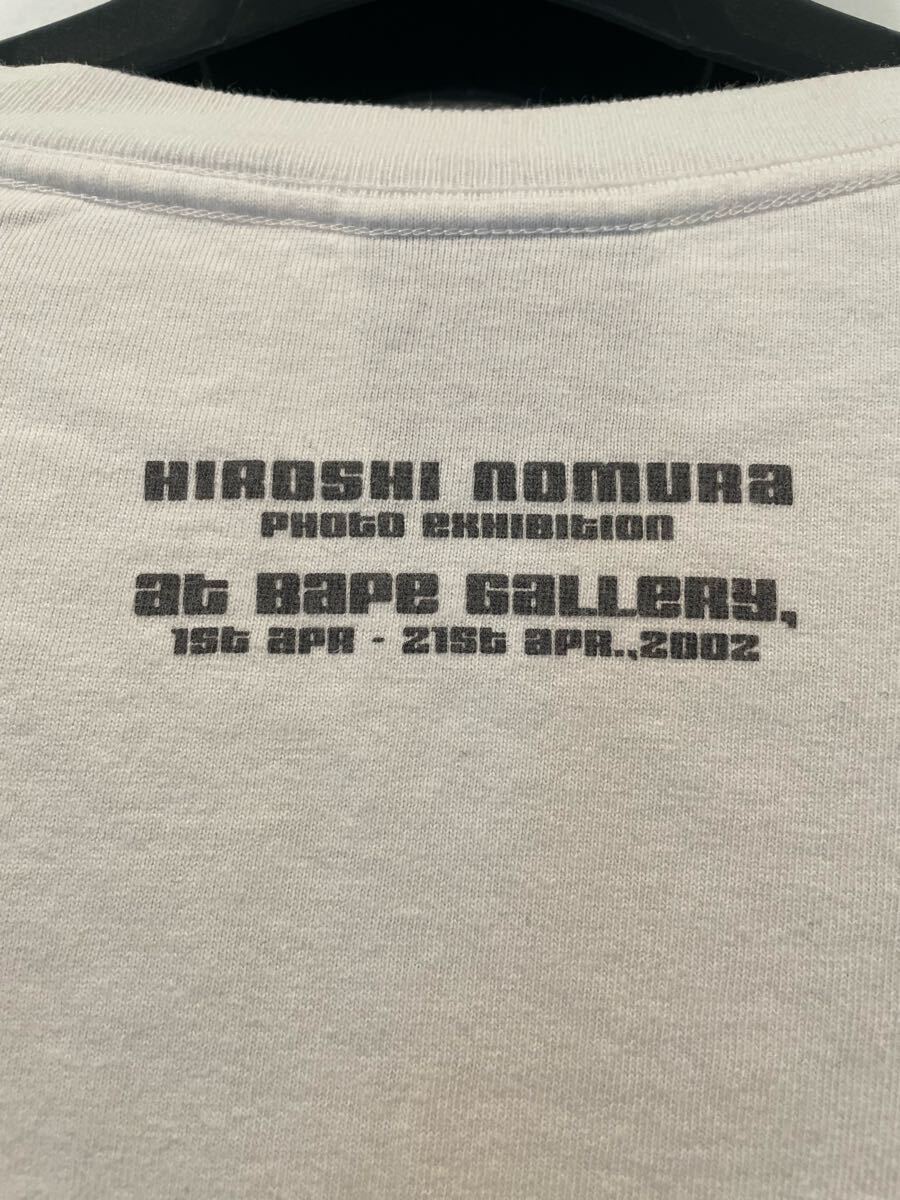 HIROSHI NOMURA
PHOTO EXHIBITION
at BAPE GALLERY,
1st APR - 21st APR.,2002